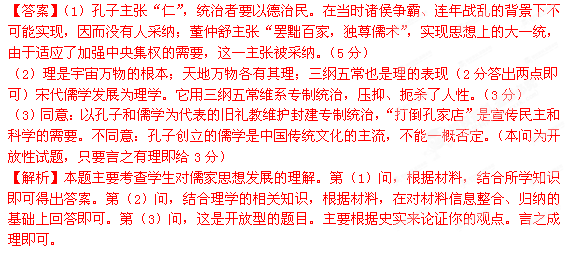 【答案】（1）孔子主张“仁”，统治者要以德治民。在当时诸侯争霸、连年战乱的背景下不
可能实现，因而没有人采纳；董仲舒主张“罢黜百家，独尊儒术”，实现思想上的大一统，
由于适应了加强中央集权的需要，这一主张被采纳。（5 分）
（2）理是宇宙万物的根本；天地万物各有其理；三纲五常也是理的表现（2 分答出两点即
可）宋代儒学发展为理学。它用三纲五常维系专制统治，压抑、扼杀了人性。（3 分）
（3）同意：以孔子和儒学为代表的旧礼教维护封建专制统治，“打倒孔家店”是宣传民主和
科学的需要。不同意：孔子创立的儒学是中国传统文化的主流，不能一概否定。（本问为开
放性试题，只要言之有理即给 3 分）
【解析】本题主要考查学生对儒家思想发展的理解。第（1）问，根据材料，结合所学知识
即可得出答案。第（2）问，结合理学的相关知识，根据材料，在对材料信息整合、归纳的
基础上回答即可。第（3）问，这是开放型的题目。主要根据史实来论证你的观点。言之成
理即可。